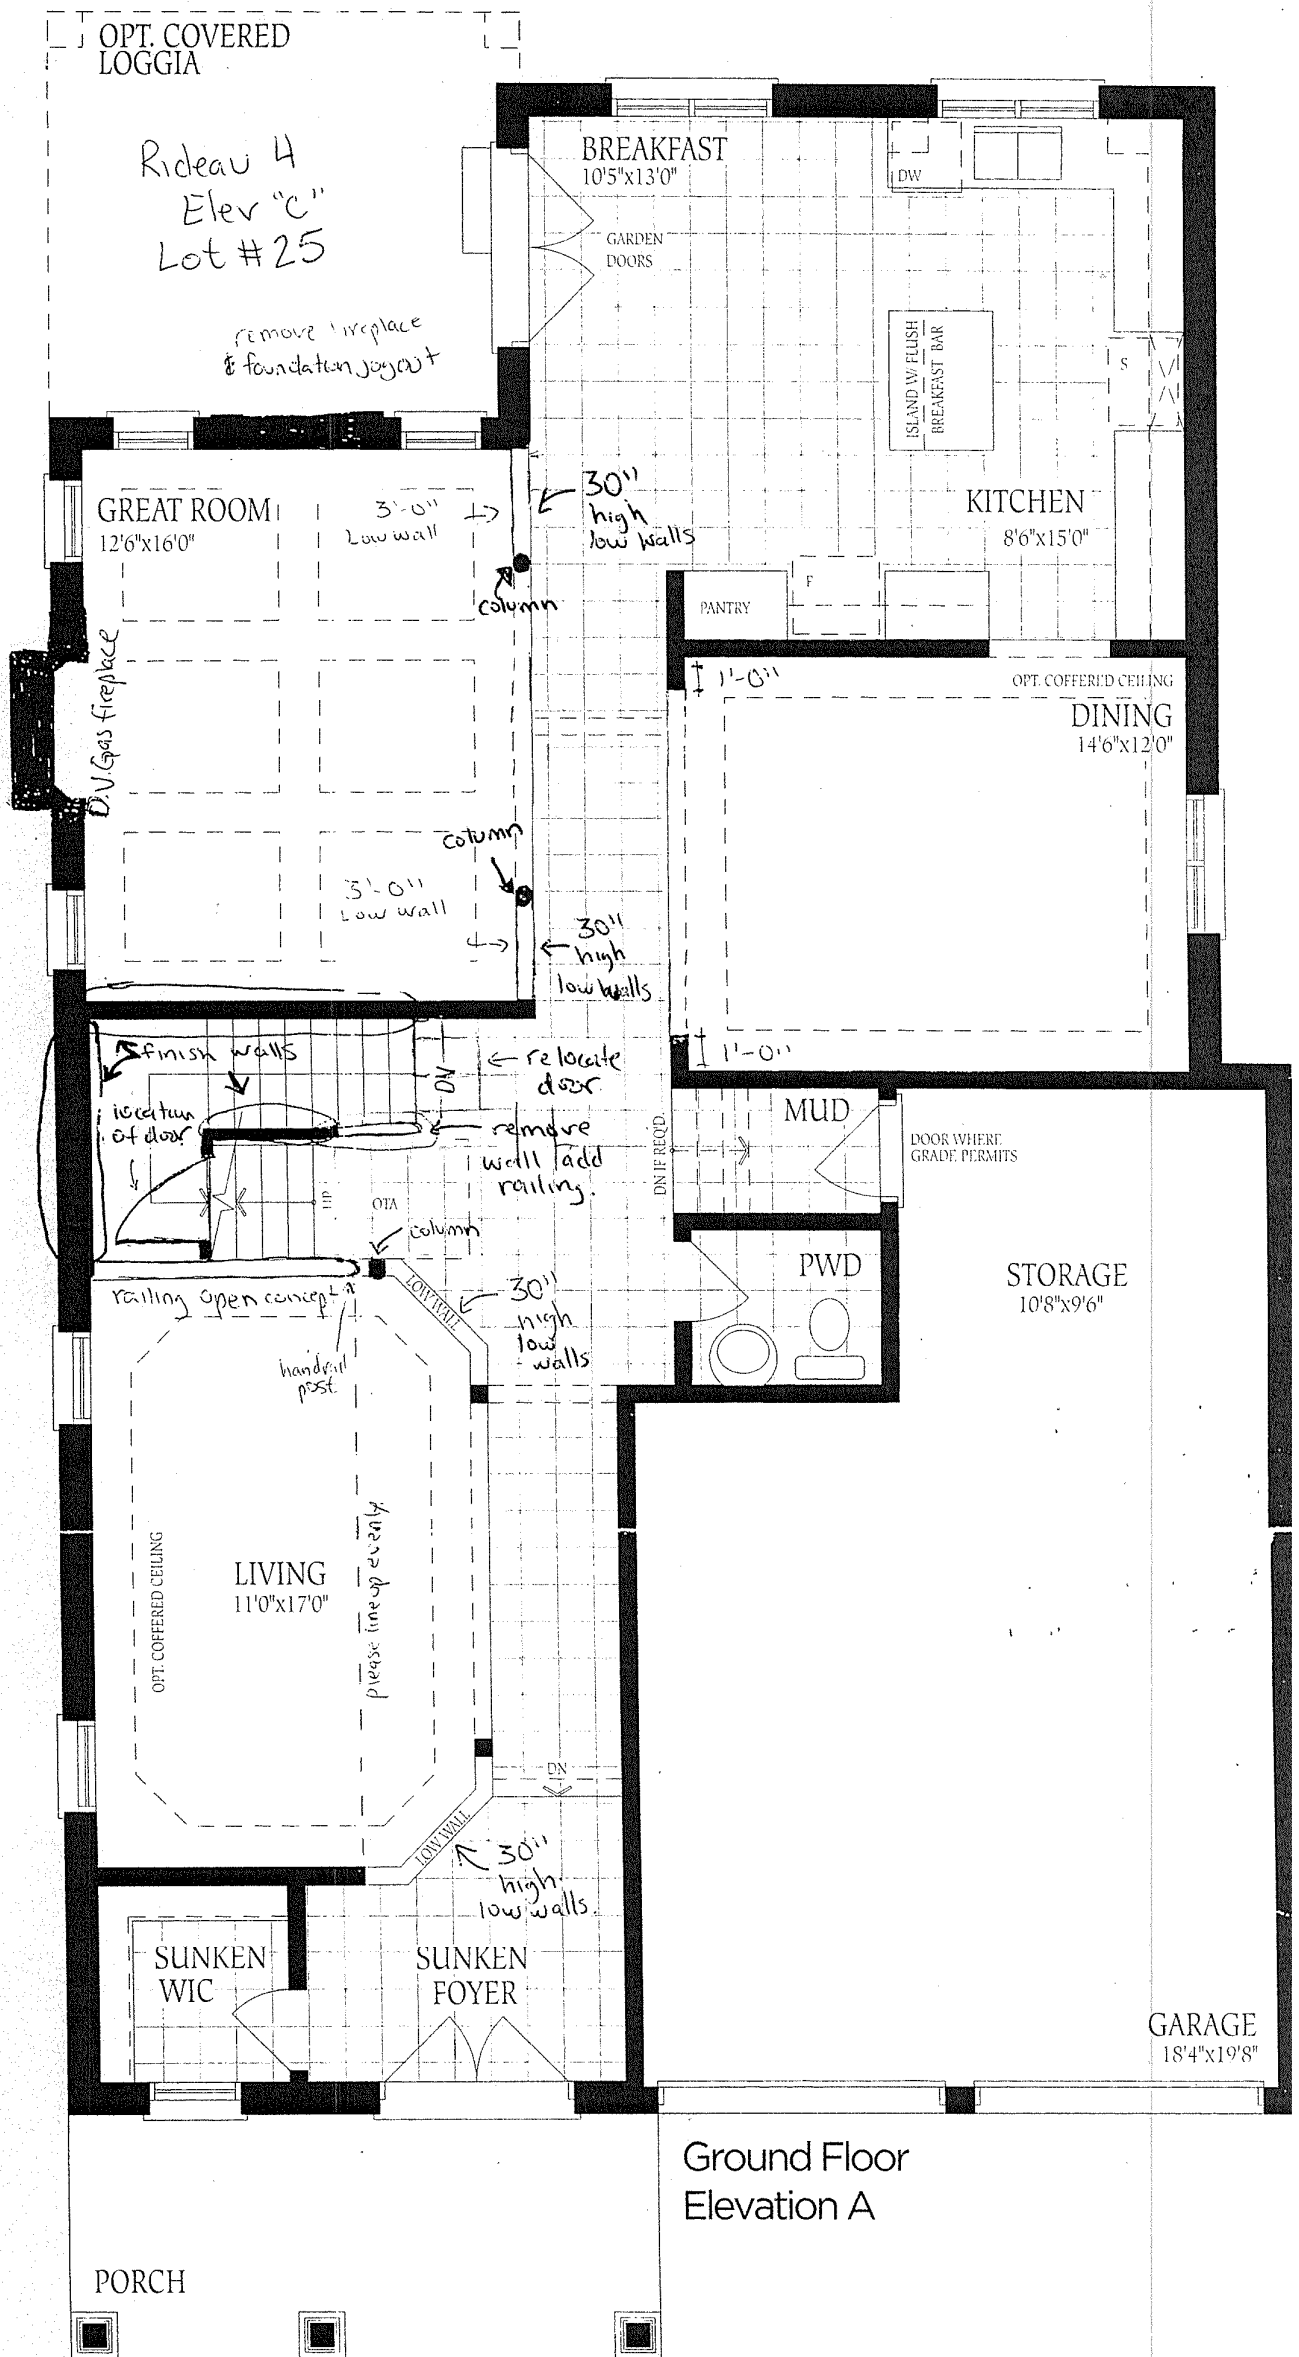 OPT. COVERED
LOGGIA
Rideau 4
Elev "C"
Lot #25
remove fireplace
& foundation jogout
BREAKFAST
10'5"x13'0"
DW
GARDEN
DOORS
ISLAND W/ FLUSH
BREAKFAST BAR
S
GREAT ROOM
12'6"x16'0"
3'-0"
Low wall
30"
high
low walls
KITCHEN
8'6"x15'0"
column
PANTRY
F
D.V. Gas fireplace
1'-0"
OPT. COFFERED CEILING
DINING
14'6"x12'0"
column
3'-0"
Low wall
30"
high
low walls
finish walls
DN
relocate
door
1'-0"
location
of door
remove
wall add
railing.
MUD
DN IF REQ'D
DOOR WHERE
GRADE PERMITS
UP
OTA
column
PWD
STORAGE
10'8"x9'6"
railing open concept
LOW WALL
30"
high
low
walls
handrail
post
OPT. COFFERED CEILING
LIVING
11'0"x17'0"
please line up evenly
DN
LOW WALL
30"
high
low walls.
SUNKEN
WIC
SUNKEN
FOYER
GARAGE
18'4"x19'8"
Ground Floor
Elevation A
PORCH